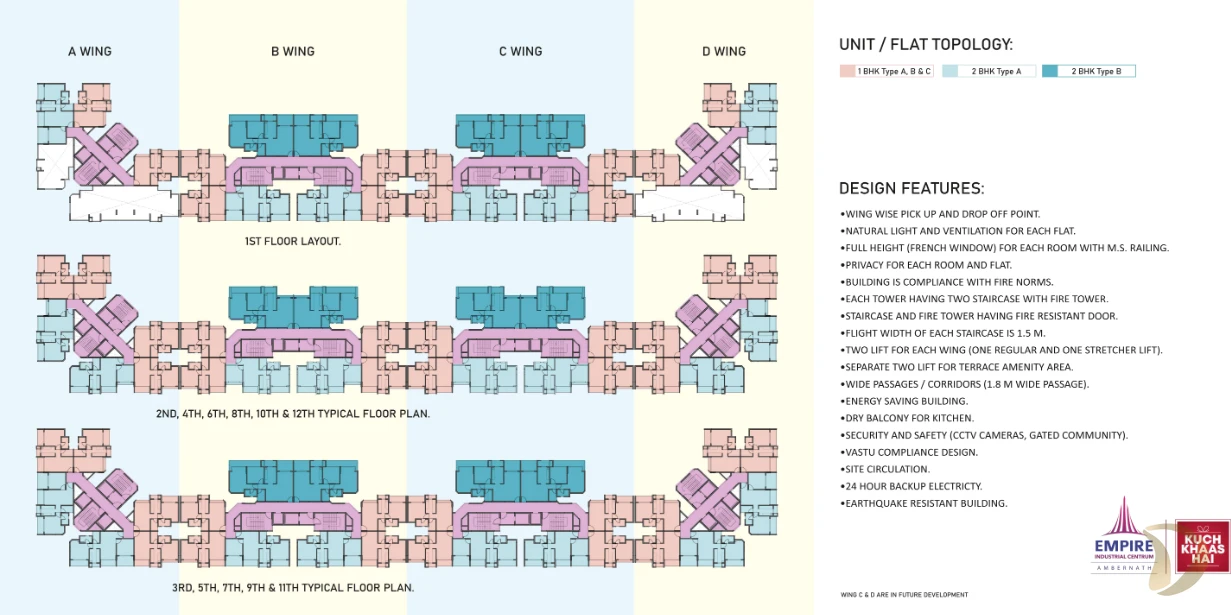 A WING
B WING
C WING
D WING
1ST FLOOR LAYOUT.
2ND, 4TH, 6TH, 8TH, 10TH & 12TH TYPICAL FLOOR PLAN.
3RD, 5TH, 7TH, 9TH & 11TH TYPICAL FLOOR PLAN.
UNIT / FLAT TOPOLOGY:
1 BHK Type A, B & C
2 BHK Type A
2 BHK Type B
DESIGN FEATURES:
•WING WISE PICK UP AND DROP OFF POINT.
•NATURAL LIGHT AND VENTILATION FOR EACH FLAT.
•FULL HEIGHT (FRENCH WINDOW) FOR EACH ROOM WITH M.S. RAILING.
•PRIVACY FOR EACH ROOM AND FLAT.
•BUILDING IS COMPLIANCE WITH FIRE NORMS.
•EACH TOWER HAVING TWO STAIRCASE WITH FIRE TOWER.
•STAIRCASE AND FIRE TOWER HAVING FIRE RESISTANT DOOR.
•FLIGHT WIDTH OF EACH STAIRCASE IS 1.5 M.
•TWO LIFT FOR EACH WING (ONE REGULAR AND ONE STRETCHER LIFT).
•SEPARATE TWO LIFT FOR TERRACE AMENITY AREA.
•WIDE PASSAGES / CORRIDORS (1.8 M WIDE PASSAGE).
•ENERGY SAVING BUILDING.
•DRY BALCONY FOR KITCHEN.
•SECURITY AND SAFETY (CCTV CAMERAS, GATED COMMUNITY).
•VASTU COMPLIANCE DESIGN.
•SITE CIRCULATION.
•24 HOUR BACKUP ELECTRICTY.
•EARTHQUAKE RESISTANT BUILDING.
EMPIRE
INDUSTRIAL CENTRUM
AMBERNATH
KUCH
KHAAS
HAI
WING C & D ARE IN FUTURE DEVELOPMENT